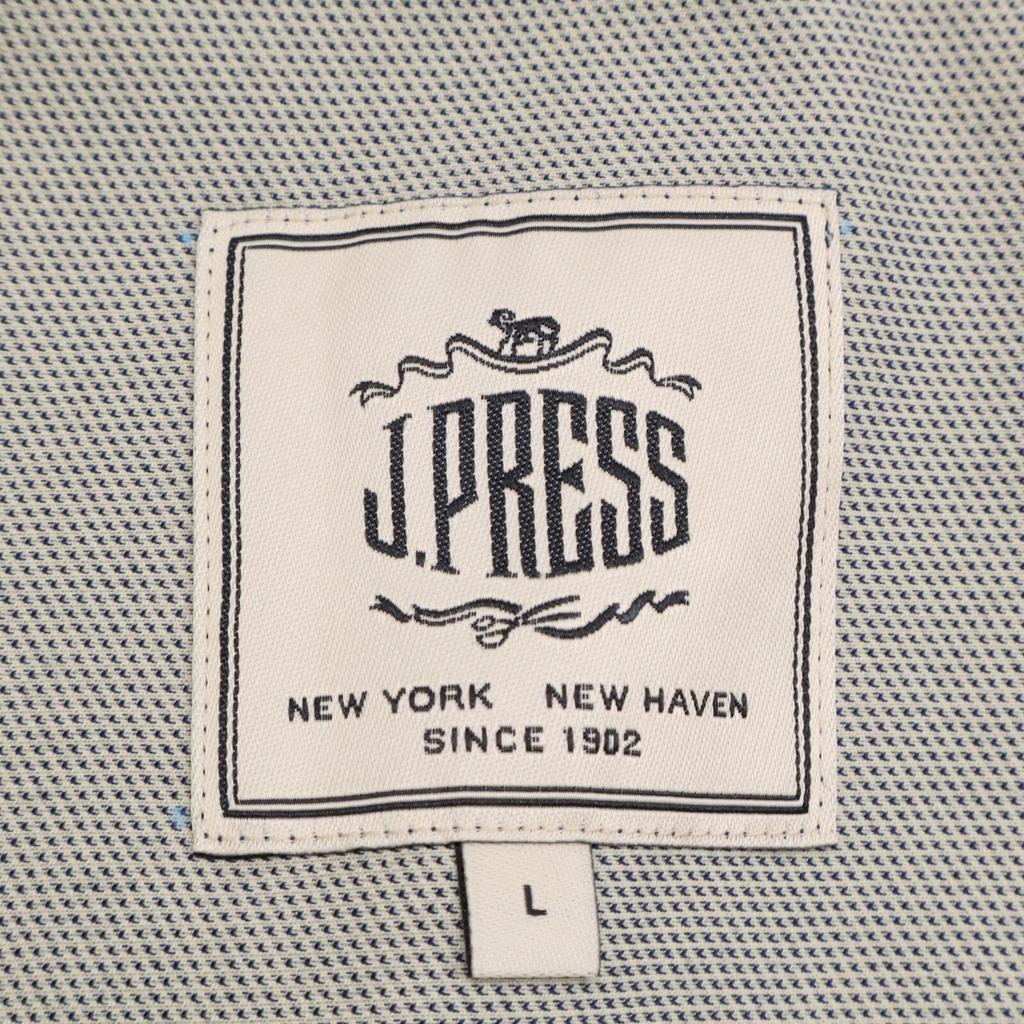 J.PRESS
NEW YORK NEW HAVEN
SINCE 1902
L